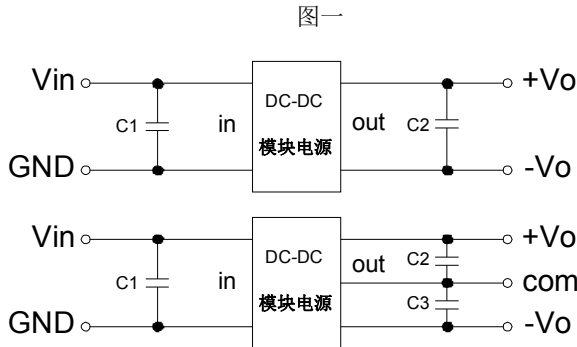 图一
Vin
+Vo
DC-DC
C1
in
out
C2
模块电源
GND
-Vo
Vin
+Vo
DC-DC
out
C2
C1
in
com
模块电源
C3
GND
-Vo